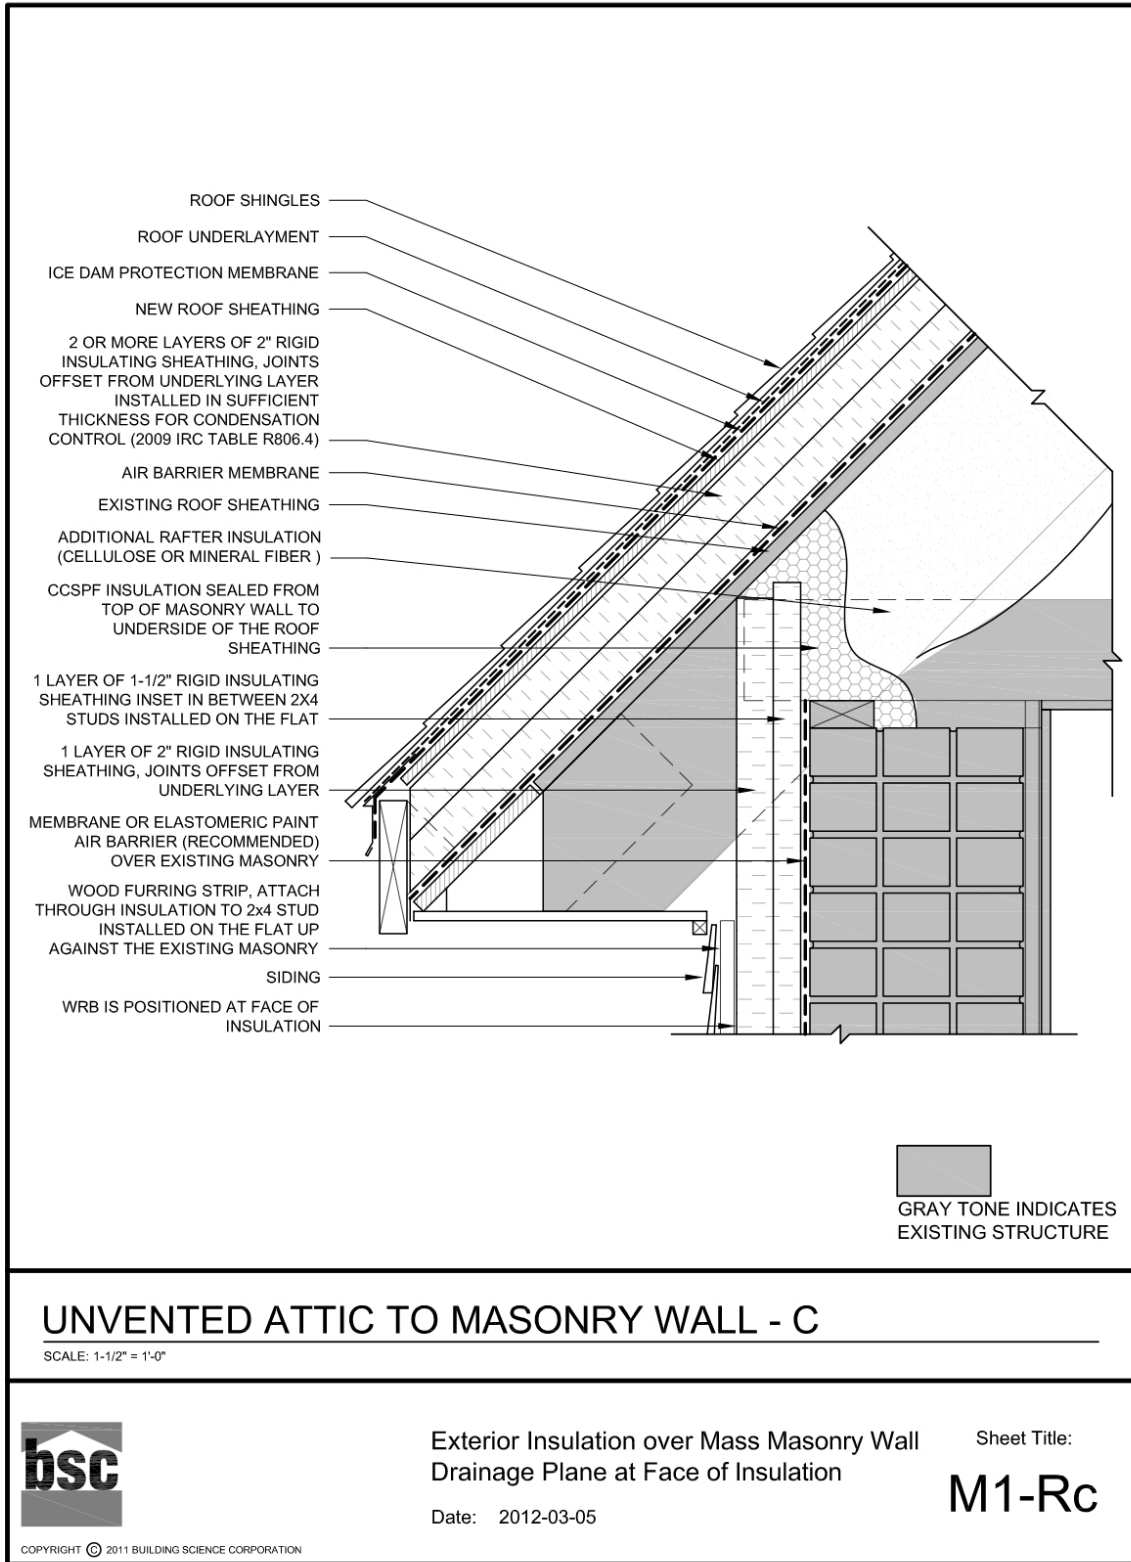 ROOF SHINGLES
ROOF UNDERLAYMENT
ICE DAM PROTECTION MEMBRANE
NEW ROOF SHEATHING
2 OR MORE LAYERS OF 2" RIGID
INSULATING SHEATHING, JOINTS
OFFSET FROM UNDERLYING LAYER
INSTALLED IN SUFFICIENT
THICKNESS FOR CONDENSATION
CONTROL (2009 IRC TABLE R806.4)
AIR BARRIER MEMBRANE
EXISTING ROOF SHEATHING
ADDITIONAL RAFTER INSULATION
(CELLULOSE OR MINERAL FIBER )
CCSPF INSULATION SEALED FROM
TOP OF MASONRY WALL TO
UNDERSIDE OF THE ROOF
SHEATHING
1 LAYER OF 1-1/2" RIGID INSULATING
SHEATHING INSET IN BETWEEN 2X4
STUDS INSTALLED ON THE FLAT
1 LAYER OF 2" RIGID INSULATING
SHEATHING, JOINTS OFFSET FROM
UNDERLYING LAYER
MEMBRANE OR ELASTOMERIC PAINT
AIR BARRIER (RECOMMENDED)
OVER EXISTING MASONRY
WOOD FURRING STRIP, ATTACH
THROUGH INSULATION TO 2x4 STUD
INSTALLED ON THE FLAT UP
AGAINST THE EXISTING MASONRY
SIDING
WRB IS POSITIONED AT FACE OF
INSULATION
GRAY TONE INDICATES
EXISTING STRUCTURE
UNVENTED ATTIC TO MASONRY WALL - C
SCALE: 1-1/2" = 1'-0"
bsc
COPYRIGHT © 2011 BUILDING SCIENCE CORPORATION
Exterior Insulation over Mass Masonry Wall
Drainage Plane at Face of Insulation
Date: 2012-03-05
Sheet Title:
M1-Rc